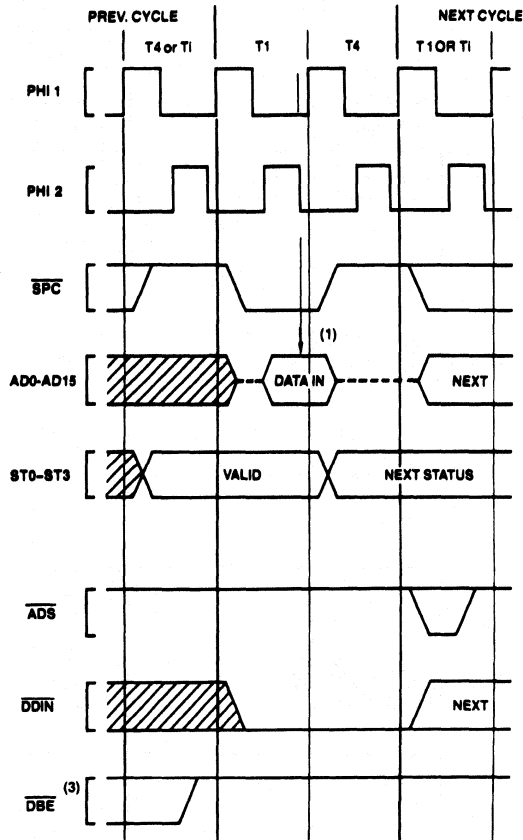 PREV. CYCLE NEXT CYCLE
T4 or Ti T1 T4 T1 OR Ti
PHI 1
PHI 2
SPC
(1)
AD0-AD15 DATA IN NEXT
ST0-ST3 VALID NEXT STATUS
ADS
DDIN NEXT
DBE (3)